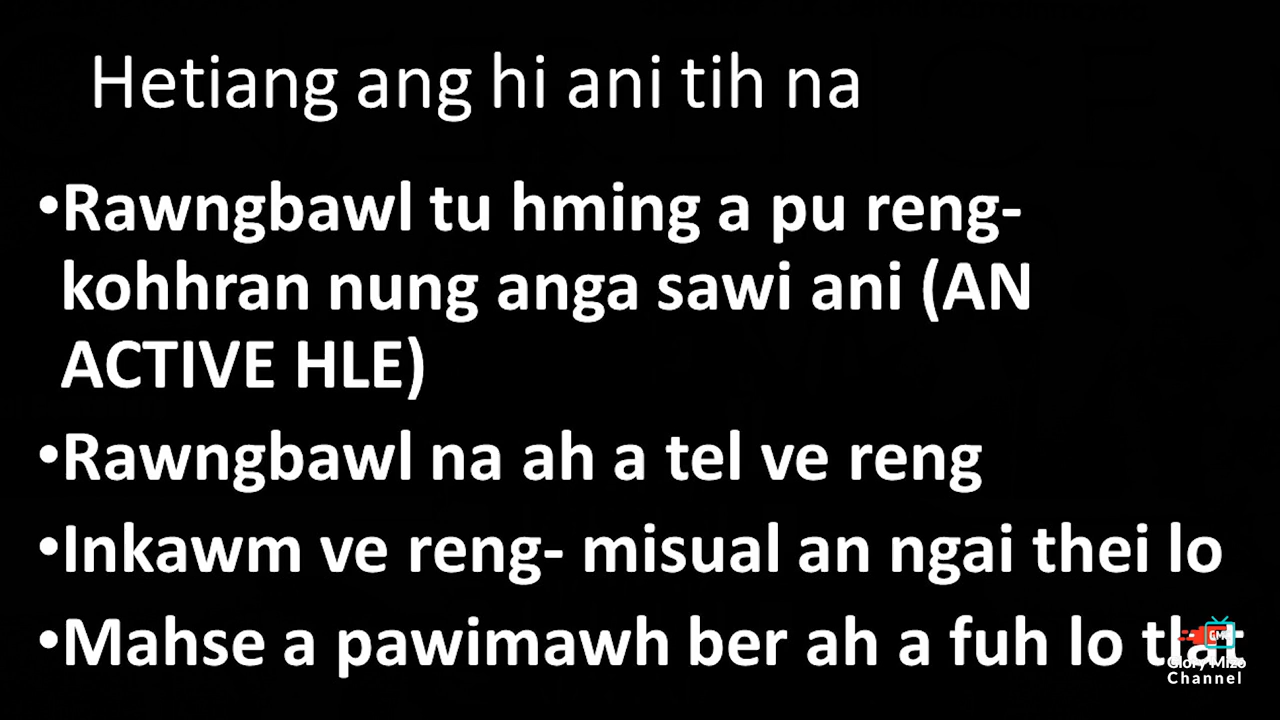 Hetiang ang hi ani tih na
•Rawngbawl tu hming a pu reng-
kohhran nung anga sawi ani (AN
ACTIVE HLE)
•Rawngbawl na ah a tel ve reng
•Inkawm ve reng- misual an ngai thei lo
•Mahse a pawimawh ber ah a fuh lo tlat
Glory Mizo
Channel